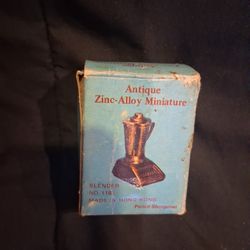 Antique
Zinc-Alloy Miniature
BLENDER
MADE IN HONG KONG